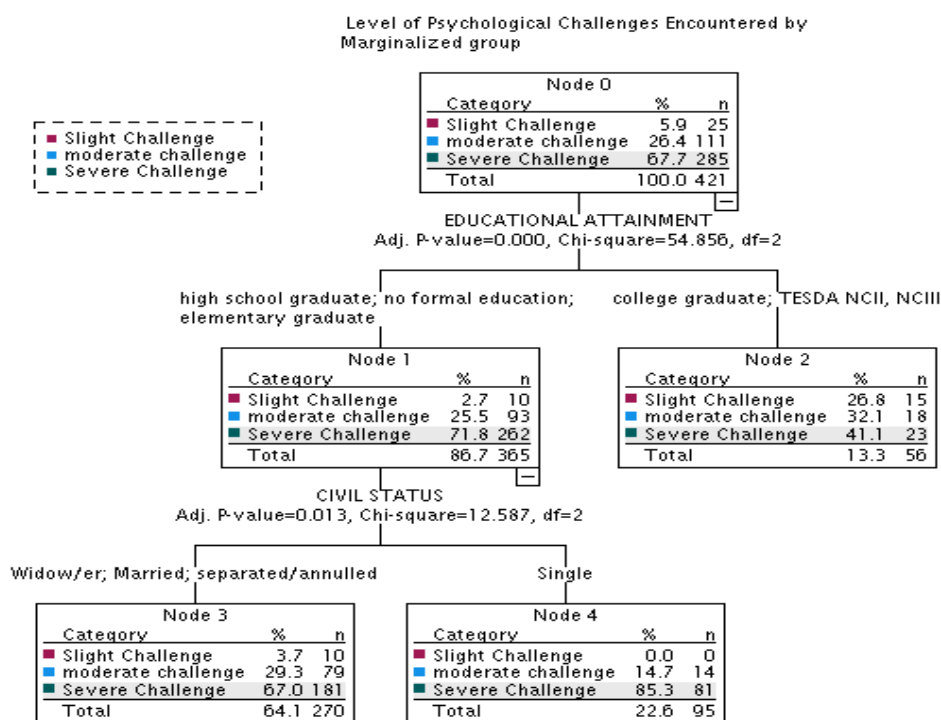 Level of Psychological Challenges Encountered by
Marginalized group
Slight Challenge
moderate challenge
Severe Challenge
Node 0
Category % n
Slight Challenge 5.9 25
moderate challenge 26.4 111
Severe Challenge 67.7 285
Total 100.0 421
EDUCATIONAL ATTAINMENT
Adj. P-value=0.000, Chi-square=54.856, df=2
high school graduate; no formal education;
elementary graduate
college graduate; TESDA NCII, NCIII
Node 1
Category % n
Slight Challenge 2.7 10
moderate challenge 25.5 93
Severe Challenge 71.8 262
Total 86.7 365
Node 2
Category % n
Slight Challenge 26.8 15
moderate challenge 32.1 18
Severe Challenge 41.1 23
Total 13.3 56
CIVIL STATUS
Adj. P-value=0.013, Chi-square=12.587, df=2
Widow/er; Married; separated/annulled
Single
Node 3
Category % n
Slight Challenge 3.7 10
moderate challenge 29.3 79
Severe Challenge 67.0 181
Total 64.1 270
Node 4
Category % n
Slight Challenge 0.0 0
moderate challenge 14.7 14
Severe Challenge 85.3 81
Total 22.6 95